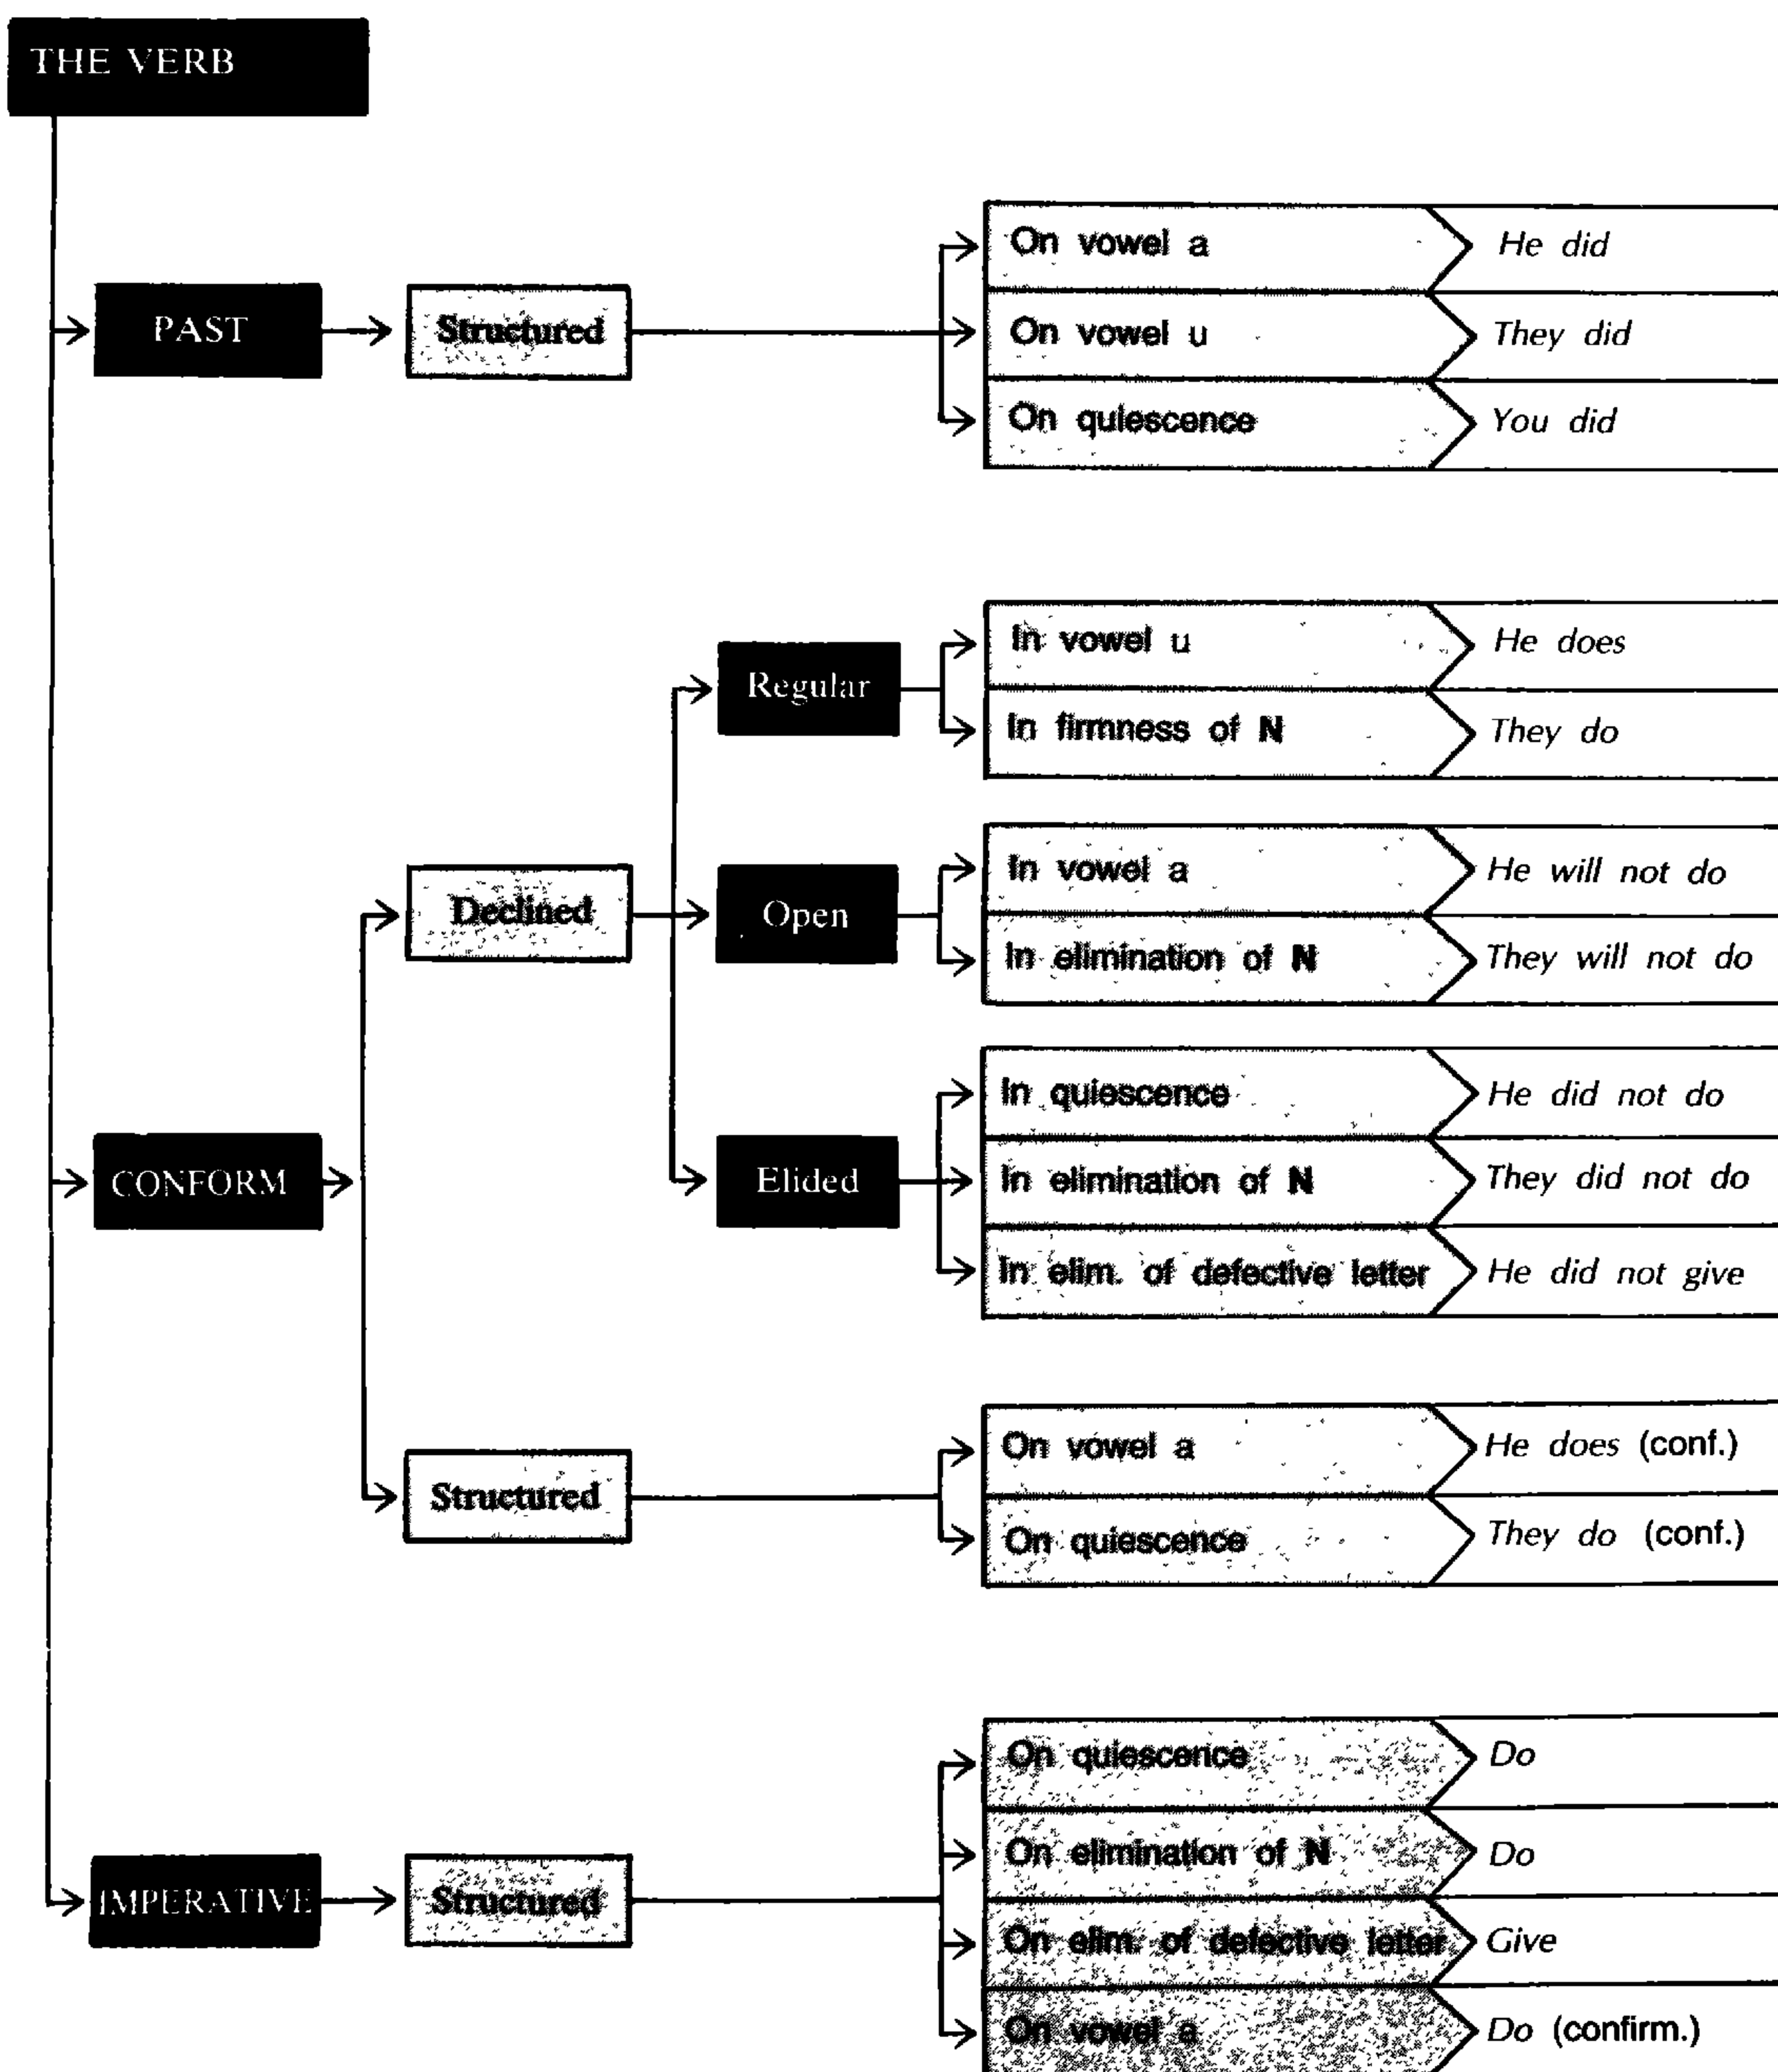 THE VERB
PAST
Structured
On vowel a
He did
On vowel u
They did
On quiescence
You did
CONFORM
Declined
Regular
In vowel u
He does
In firmness of N
They do
Open
In vowel a
He will not do
In elimination of N
They will not do
Elided
In quiescence
He did not do
In elimination of N
They did not do
In elim. of defective letter
He did not give
Structured
On vowel a
He does (conf.)
On quiescence
They do (conf.)
IMPERATIVE
Structured
On quiescence
Do
On elimination of N
Do
On elim. of defective letter
Give
On vowel a
Do (confirm.)